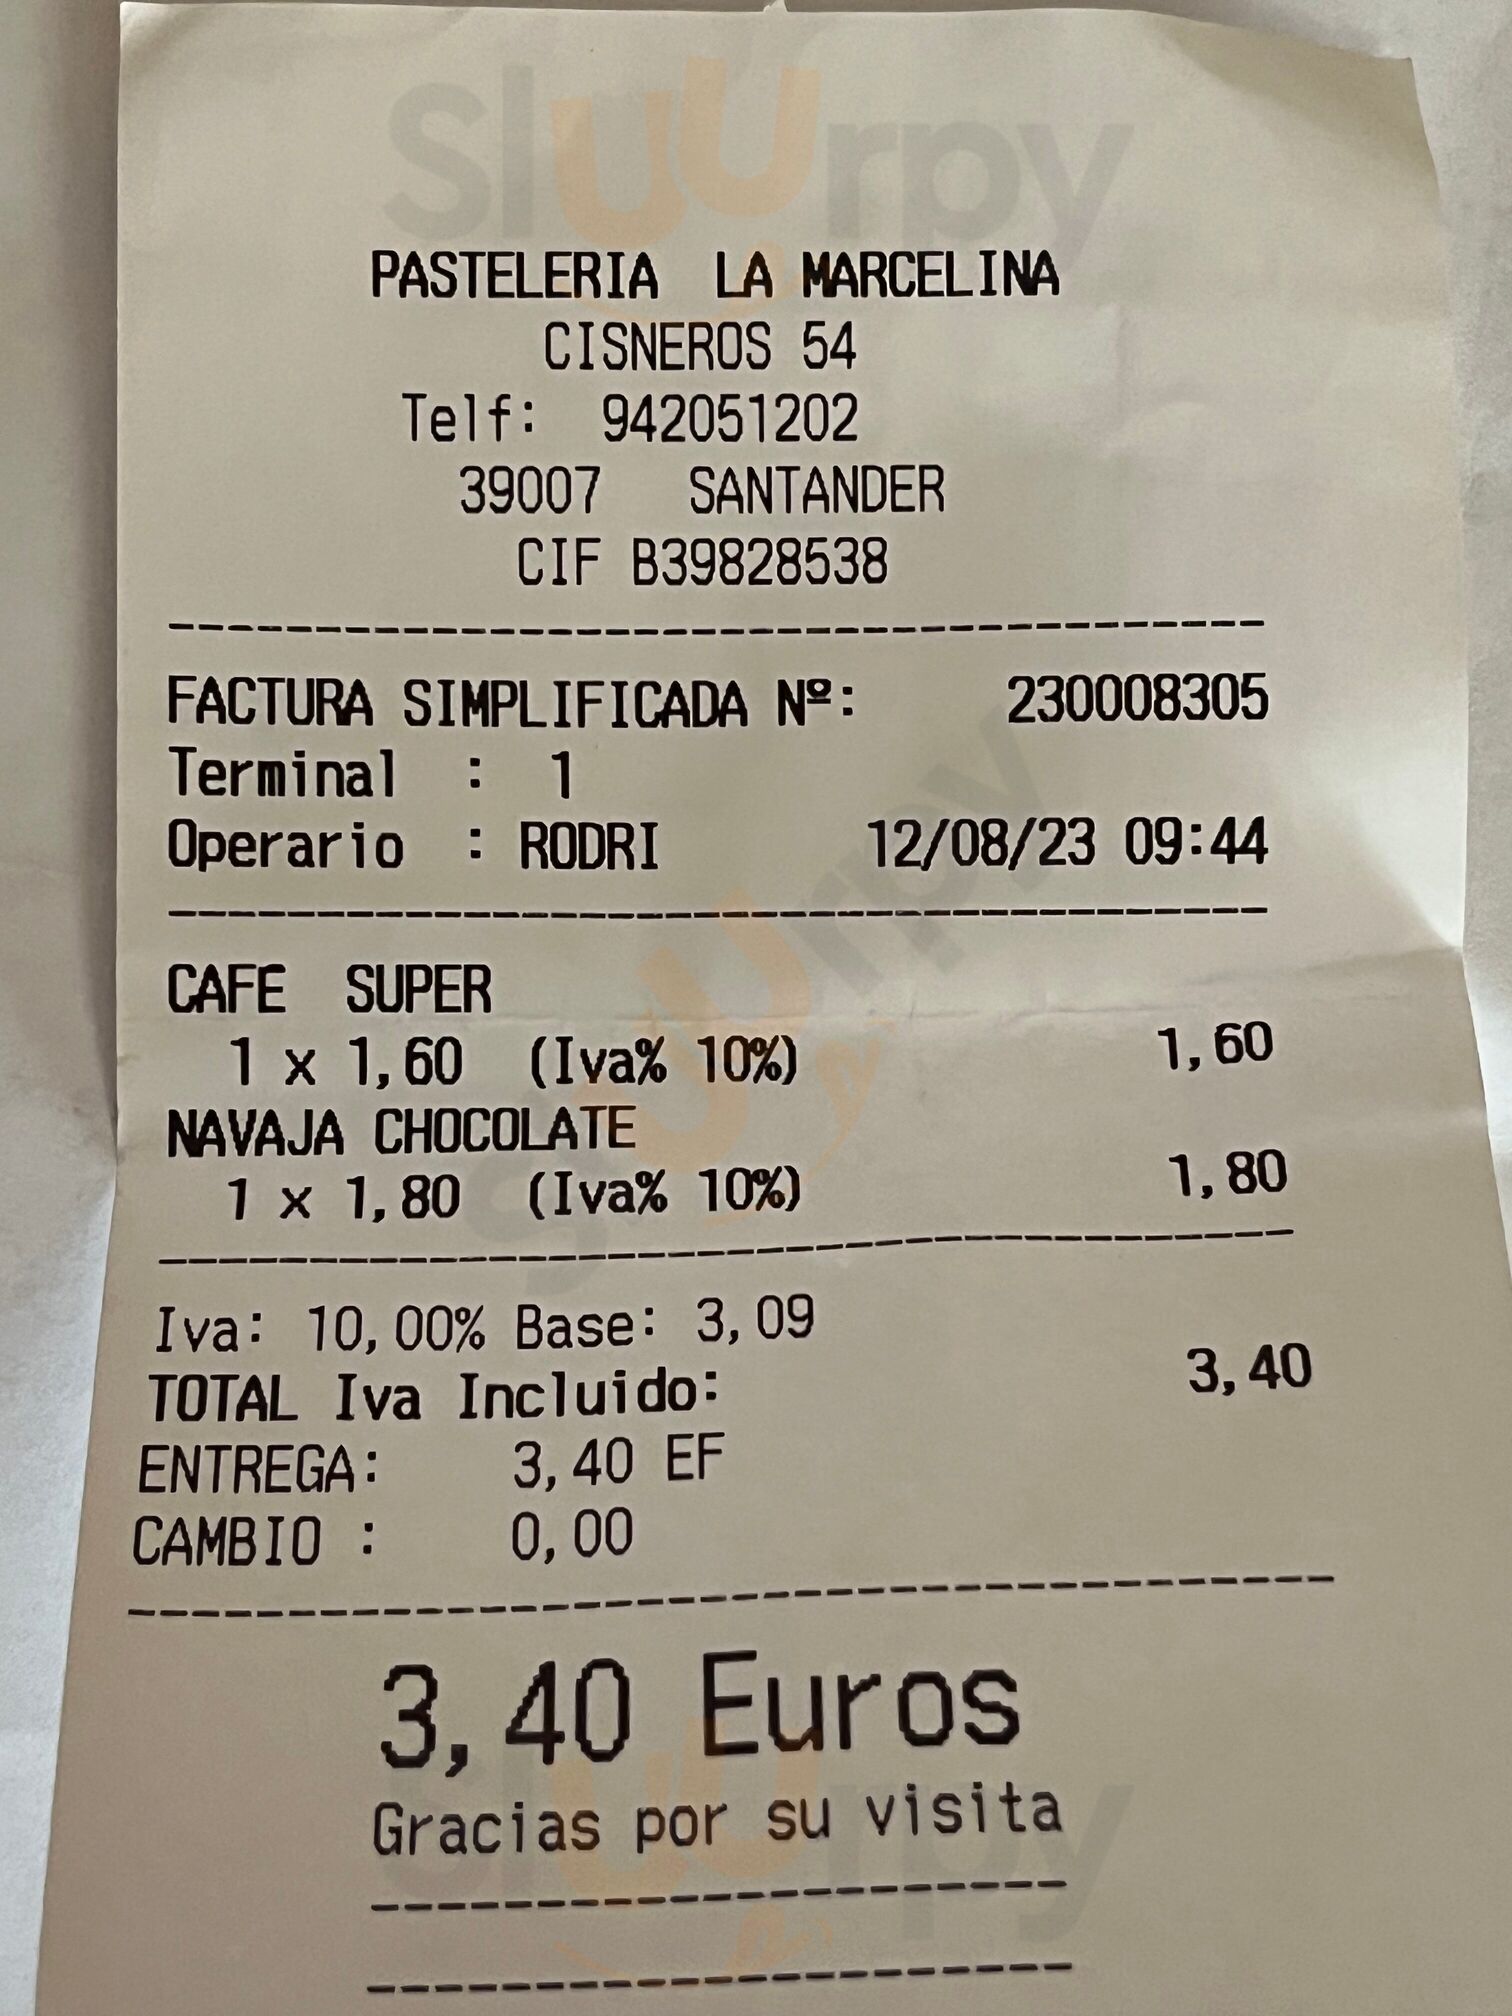 Sluurpy
PASTELERIA LA MARCELINA
CISNEROS 54
Telf: 942051202
39007 SANTANDER
CIF B39828538
FACTURA SIMPLIFICADA Nº: 230008305
Terminal : 1
Operario : RODRI 12/08/23 09:44
Sluurpy
CAFE SUPER
1 x 1,60 (Iva% 10%) 1,60
NAVAJA CHOCOLATE
1 x 1,80 (Iva% 10%) 1,80
Iva: 10,00% Base: 3,09
TOTAL Iva Incluido: 3,40
ENTREGA: 3,40 EF
CAMBIO : 0,00
3,40 Euros
Gracias por su visita
Sluurpy